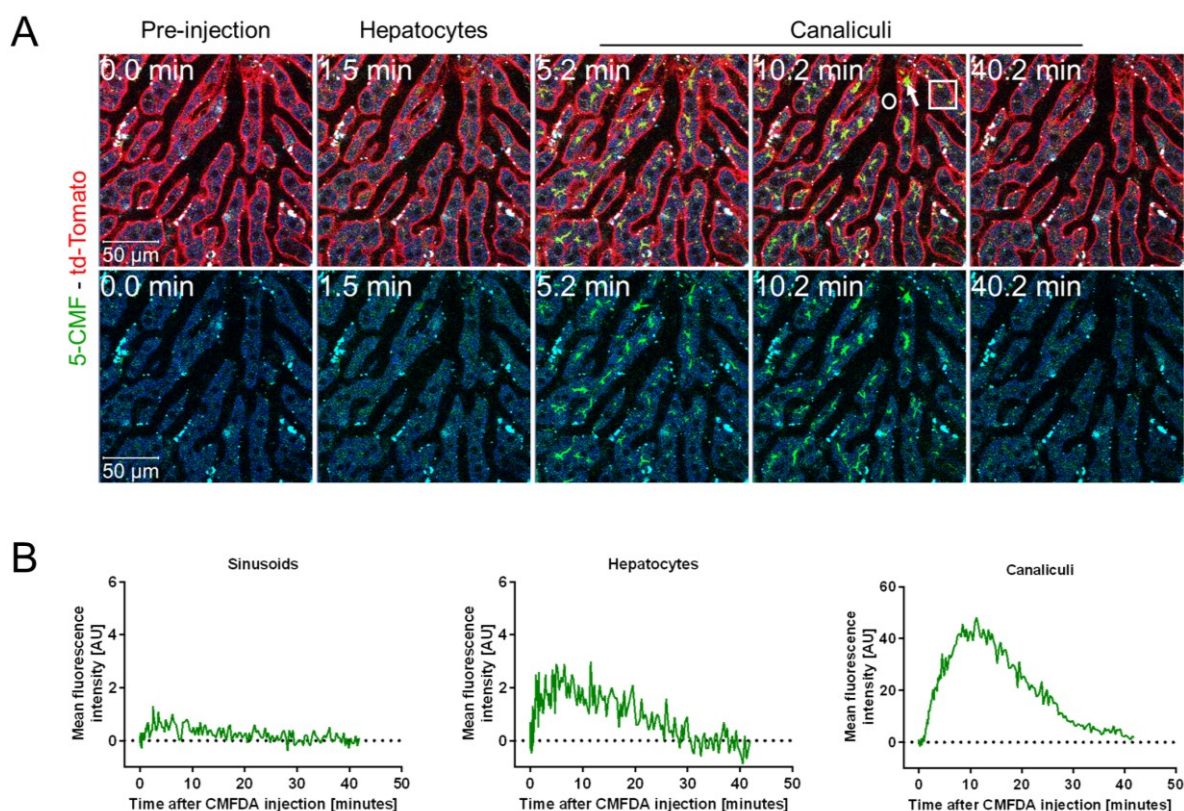 A
Pre-injection
Hepatocytes
Canaliculi
5-CMF - td-Tomato
0.0 min
1.5 min
5.2 min
10.2 min
40.2 min
50 µm
0.0 min
1.5 min
5.2 min
10.2 min
40.2 min
50 µm
B
Sinusoids
Mean fluorescence
intensity [AU]
6
4
2
0
0 10 20 30 40 50
Time after CMFDA injection [minutes]
Hepatocytes
Mean fluorescence
intensity [AU]
6
4
2
0
0 10 20 30 40 50
Time after CMFDA injection [minutes]
Canaliculi
Mean fluorescence
intensity [AU]
60
40
20
0
0 10 20 30 40 50
Time after CMFDA injection [minutes]